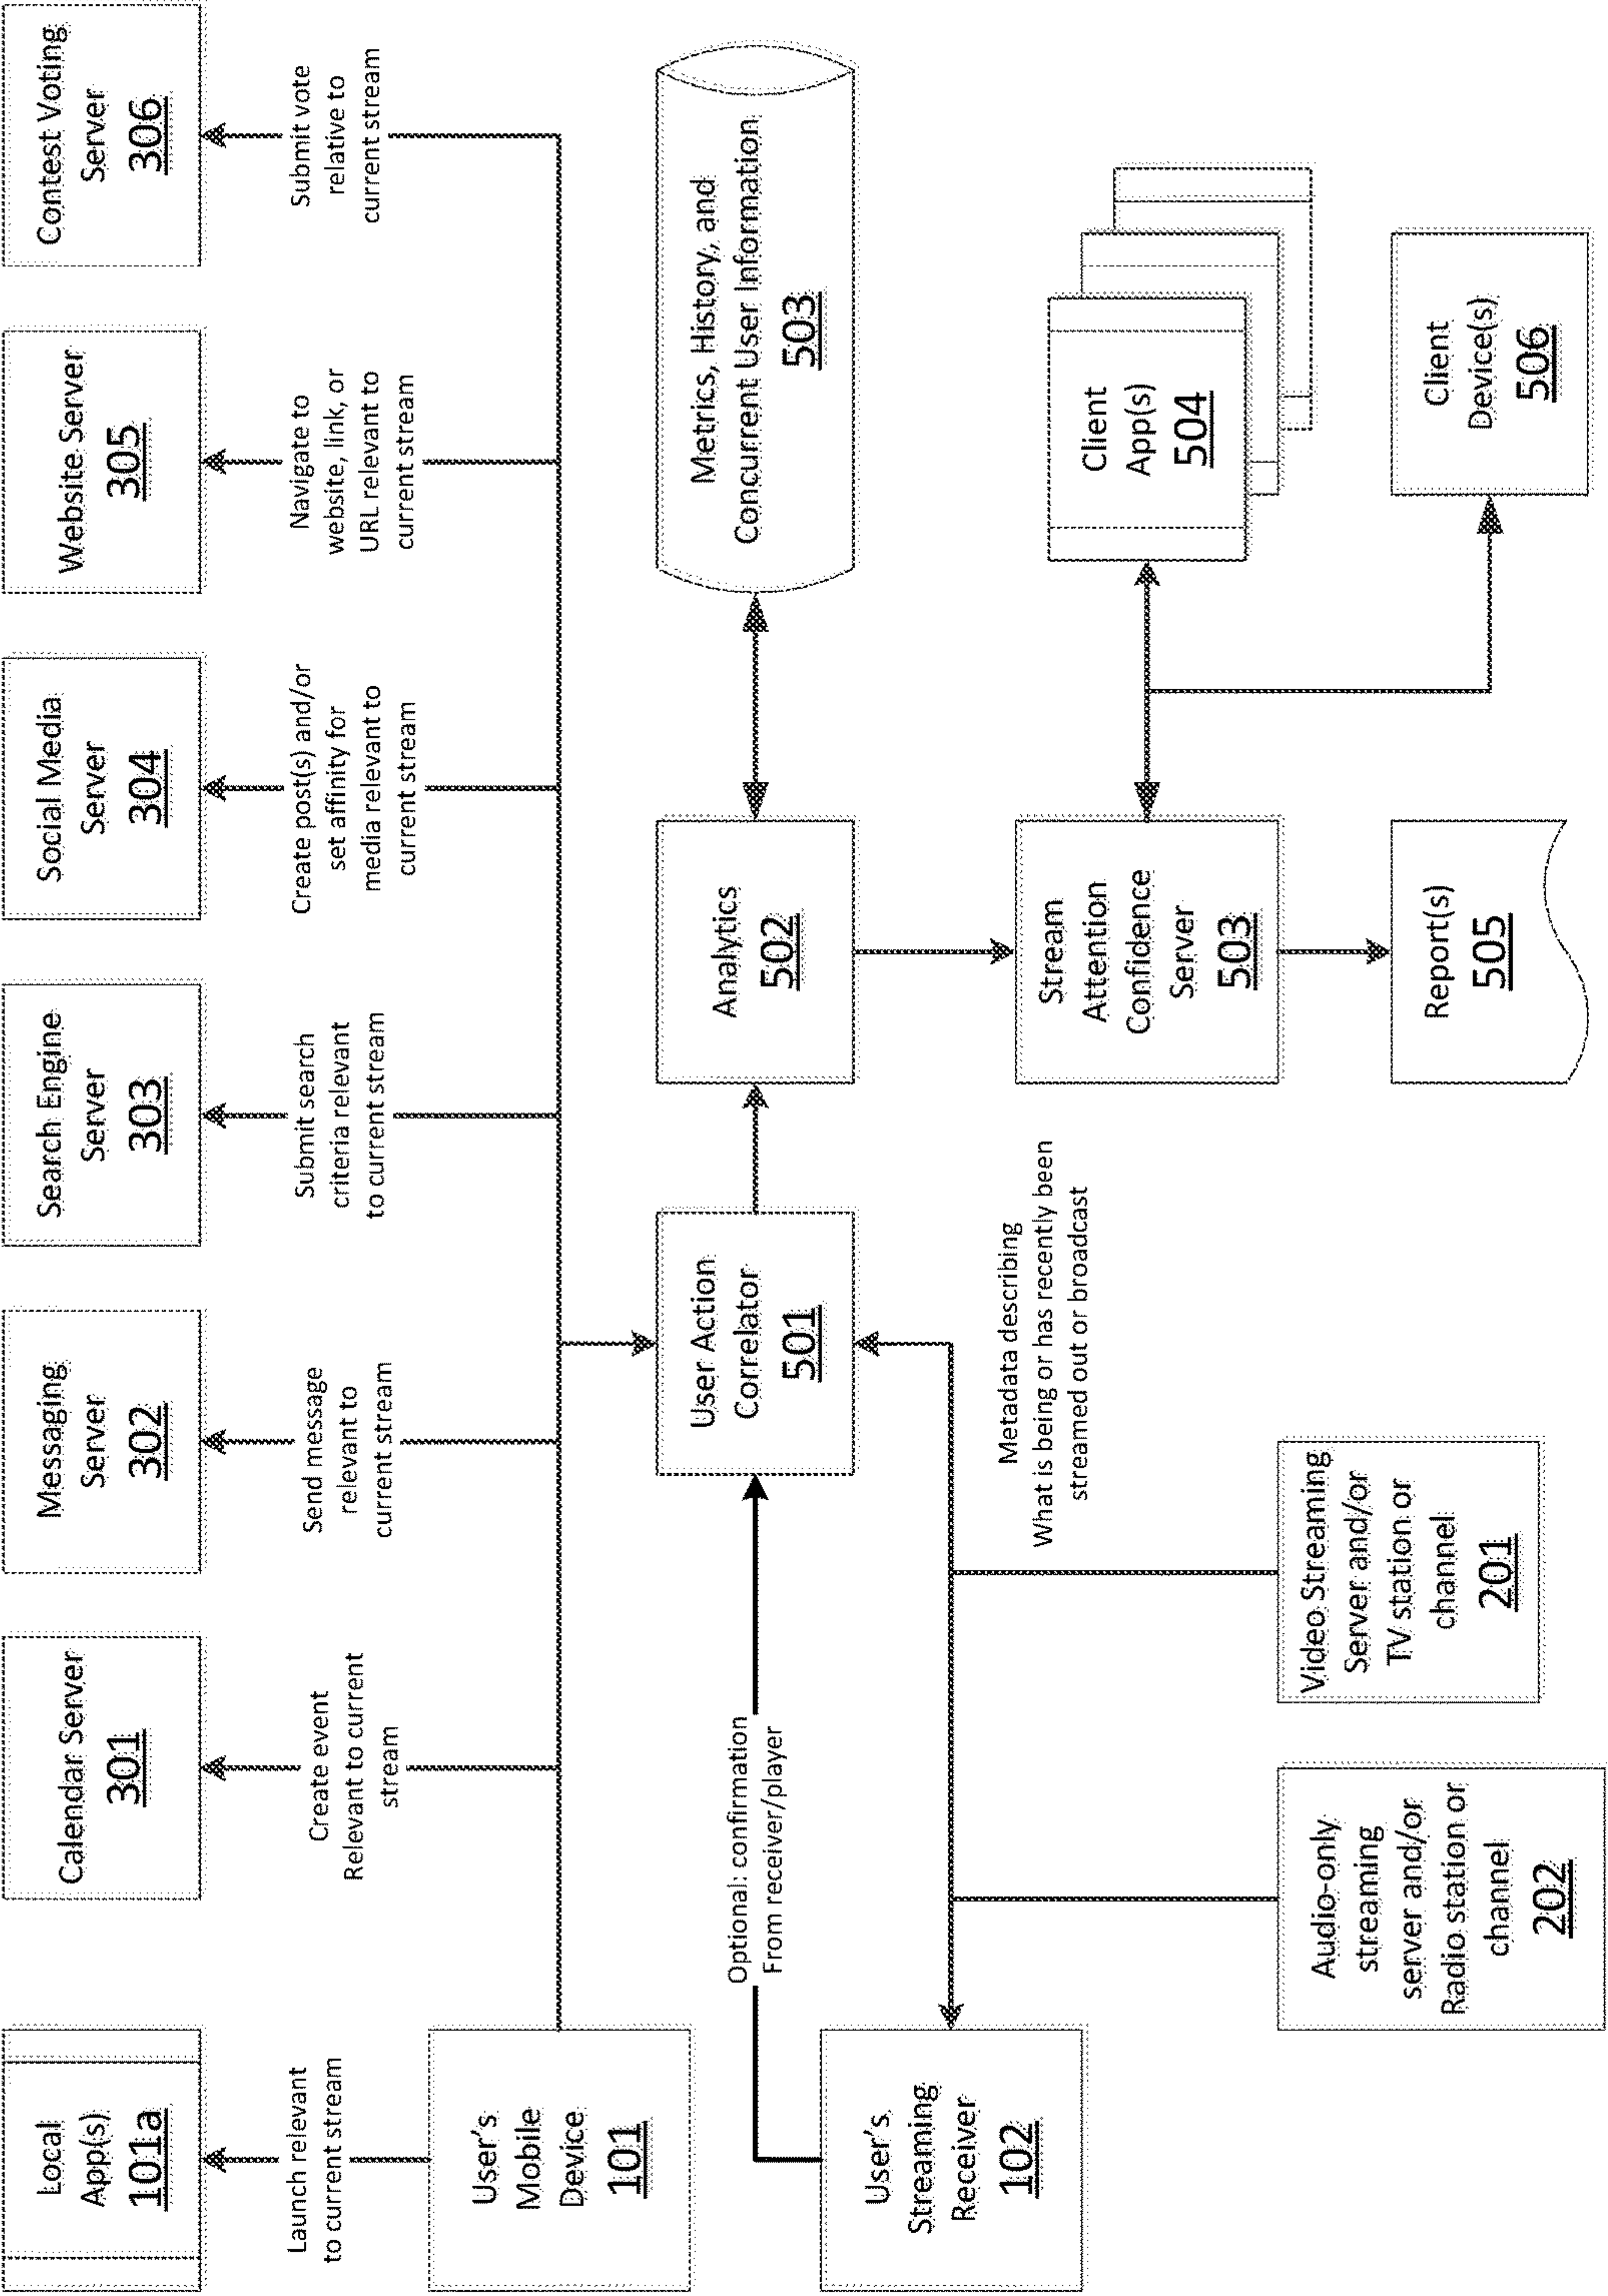 Local
App(s)
101a
Calendar Server
301
Messaging
Server
302
Search Engine
Server
303
Social Media
Server
304
Website Server
305
Contest Voting
Server
306
Launch relevant
to current stream
Create event
Relevant to current
stream
Send message
relevant to
current stream
Submit search
criteria relevant
to current stream
Create post(s) and/or
set affinity for
media relevant to
current stream
Navigate to
website, link, or
URL relevant to
current stream
Submit vote
relative to
current stream
User's
Mobile
Device
101
Optional: confirmation
From receiver/player
User Action
Correlator
501
Analytics
502
Metrics, History, and
Concurrent User Information
503
User's
Streaming
Receiver
102
Metadata describing
What is being or has recently been
streamed out or broadcast
Stream
Attention
Confidence
Server
503
Client
App(s)
504
Audio-only
streaming
server and/or
Radio station or
channel
202
Video Streaming
Server and/or
TV station or
channel
201
Report(s)
505
Client
Device(s)
506